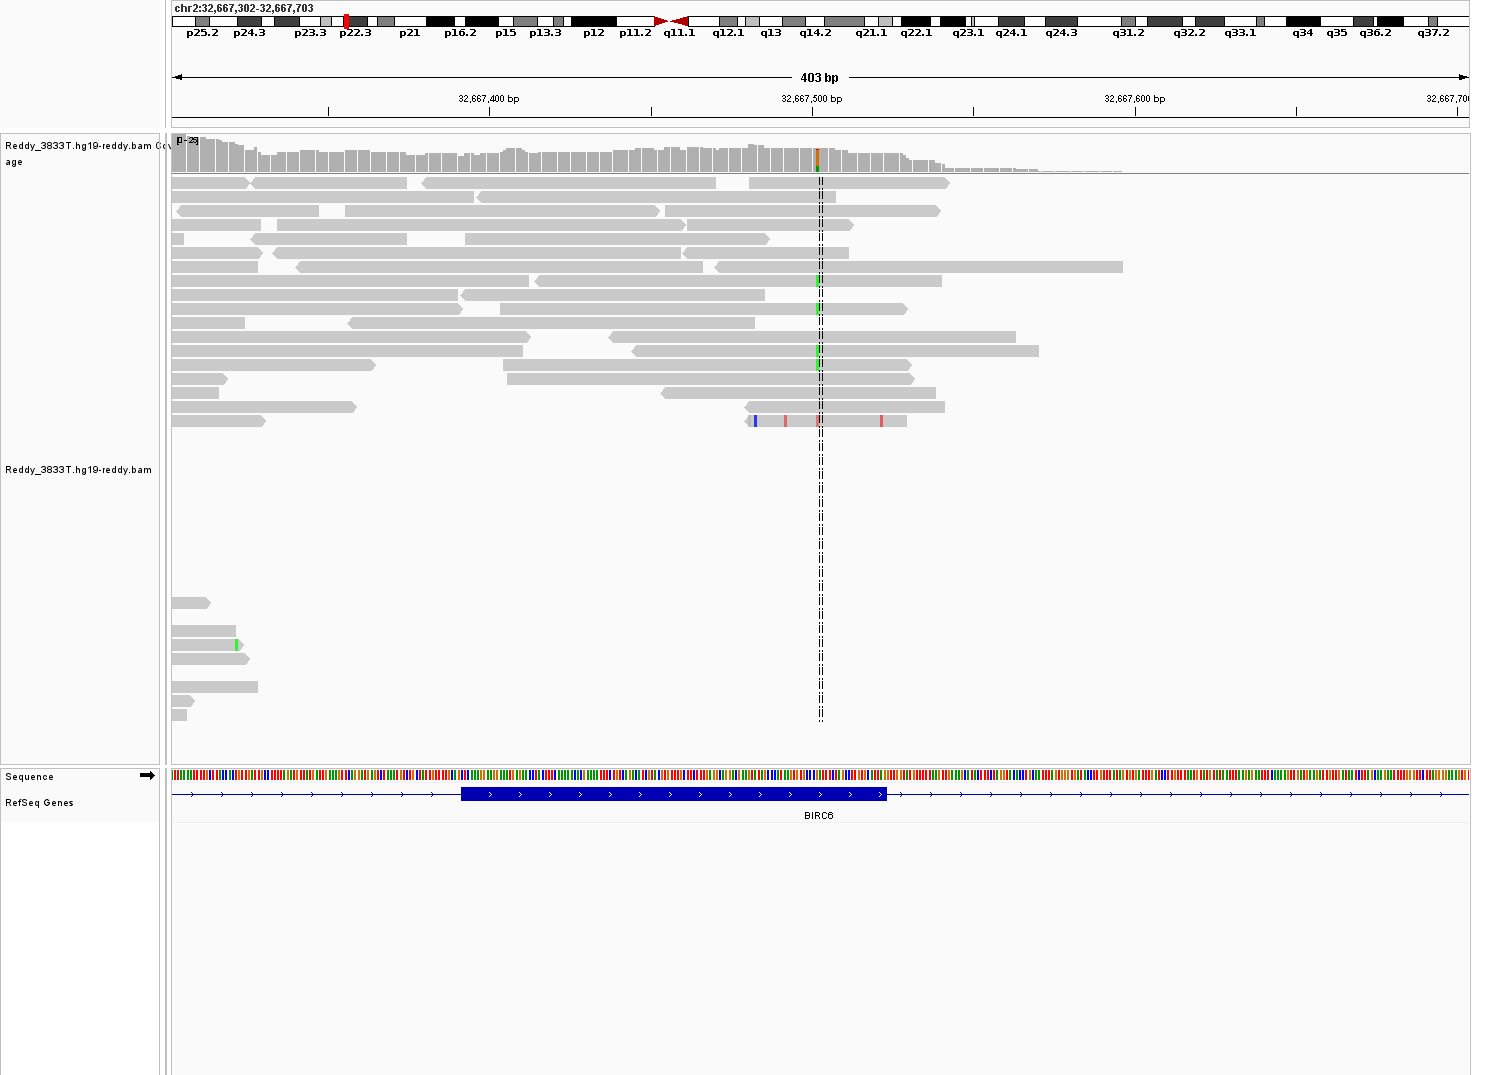 chr2:32,667,302-32,667,703
p25.2 p24.3 p23.3 p22.3 p21 p16.2 p15 p13.3 p12 p11.2 q11.1 q12.1 q13 q14.2 q21.1 q22.1 q23.1 q24.1 q24.3 q31.2 q32.2 q33.1 q34 q35 q36.2 q37.2
403 bp
32,667,400 bp 32,667,500 bp 32,667,600 bp 32,667,700
Reddy_3833T.hg19-reddy.bam Cov
age
Reddy_3833T.hg19-reddy.bam
Sequence
RefSeq Genes
BIRC6